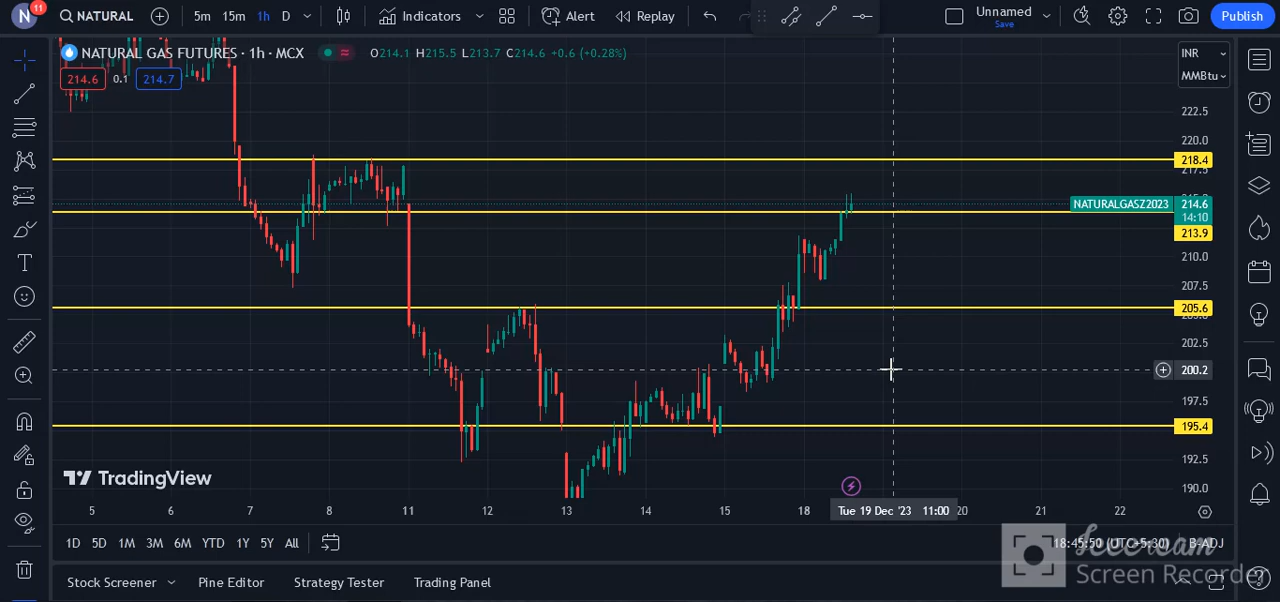 N 11 NATURAL 5m 15m 1h D Indicators Alert Replay Unnamed Save Publish
NATURAL GAS FUTURES · 1h · MCX O214.1 H215.5 L213.7 C214.6 +0.6 (+0.28%) INR
214.6 0.1 214.7 MMBtu
222.5
220.0
218.4
217.5
NATURALGASZ2023 214.6
14:10
213.9
210.0
207.5
205.6
202.5
200.2
197.5
195.4
192.5
190.0
TradingView
5 6 7 8 11 12 13 14 15 18 Tue 19 Dec '23 11:00 20 21 22
1D 5D 1M 3M 6M YTD 1Y 5Y All 18:45:50 (UTC+5:30) B-ADJ
Icecream
Screen Recorder
Stock Screener Pine Editor Strategy Tester Trading Panel